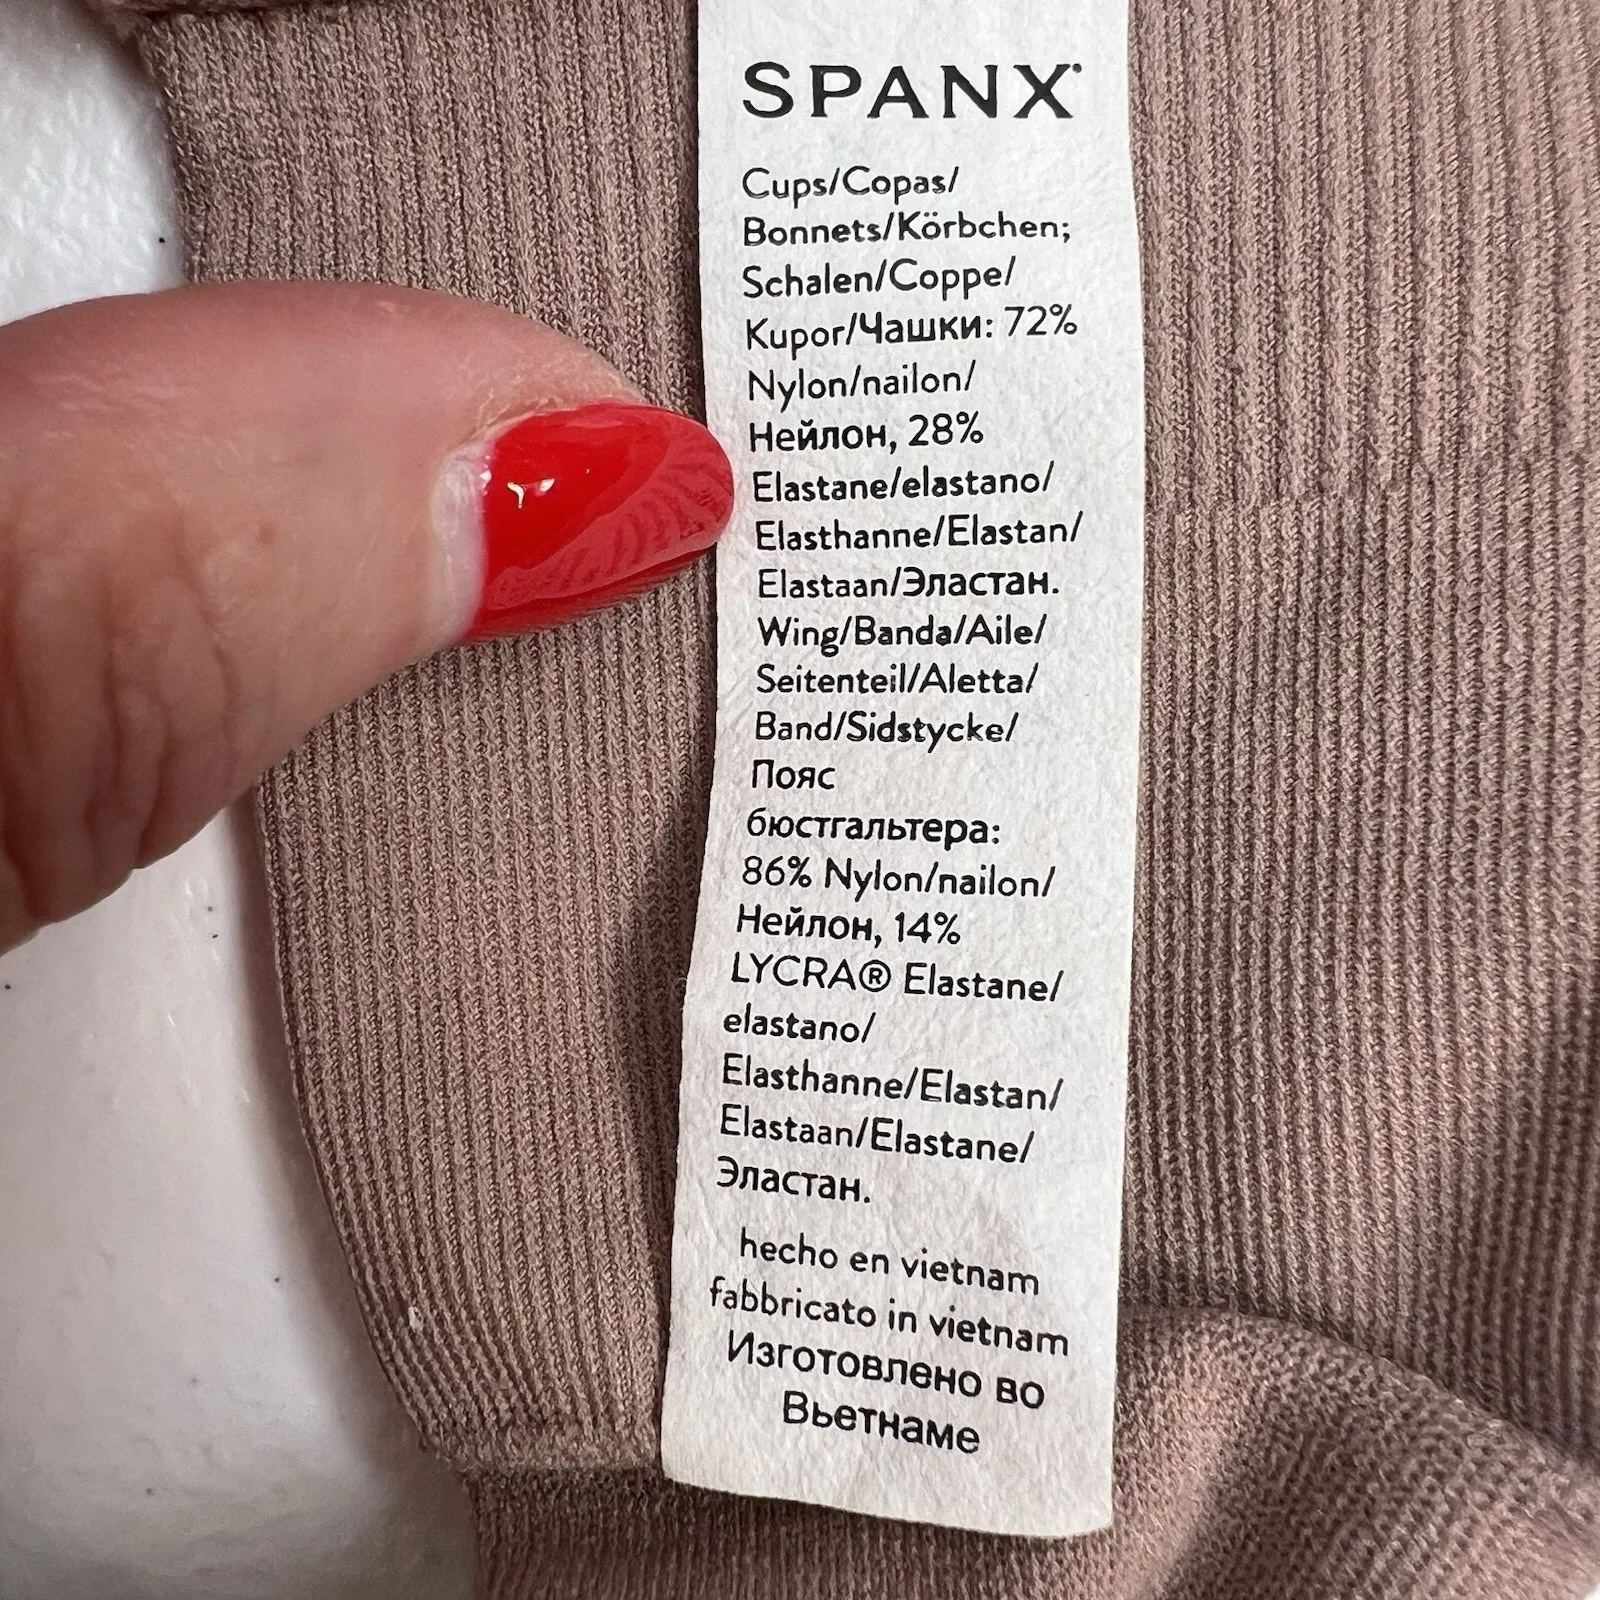 SPANX
Cups/Copas/
Bonnets/Körbchen;
Schalen/Coppe/
Kupor/Чашки: 72%
Nylon/nailon/
Нейлон, 28%
Elastane/elastano/
Elasthanne/Elastan/
Elastaan/Эластан.
Wing/Banda/Aile/
Seitenteil/Aletta/
Band/Sidstycke/
Пояс
бюстгальтера:
86% Nylon/nailon/
Нейлон, 14%
LYCRA® Elastane/
elastano/
Elasthanne/Elastan/
Elastaan/Elastane/
Эластан.
hecho en vietnam
fabbricato in vietnam
Изготовлено во
Вьетнаме